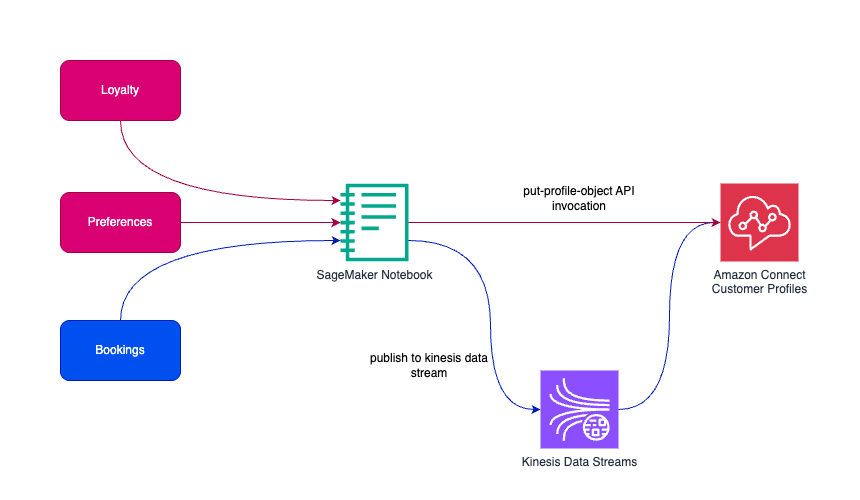 Loyalty
put-profile-object API
invocation
Preferences
SageMaker Notebook
Amazon Connect
Customer Profiles
Bookings
publish to kinesis data
stream
Kinesis Data Streams